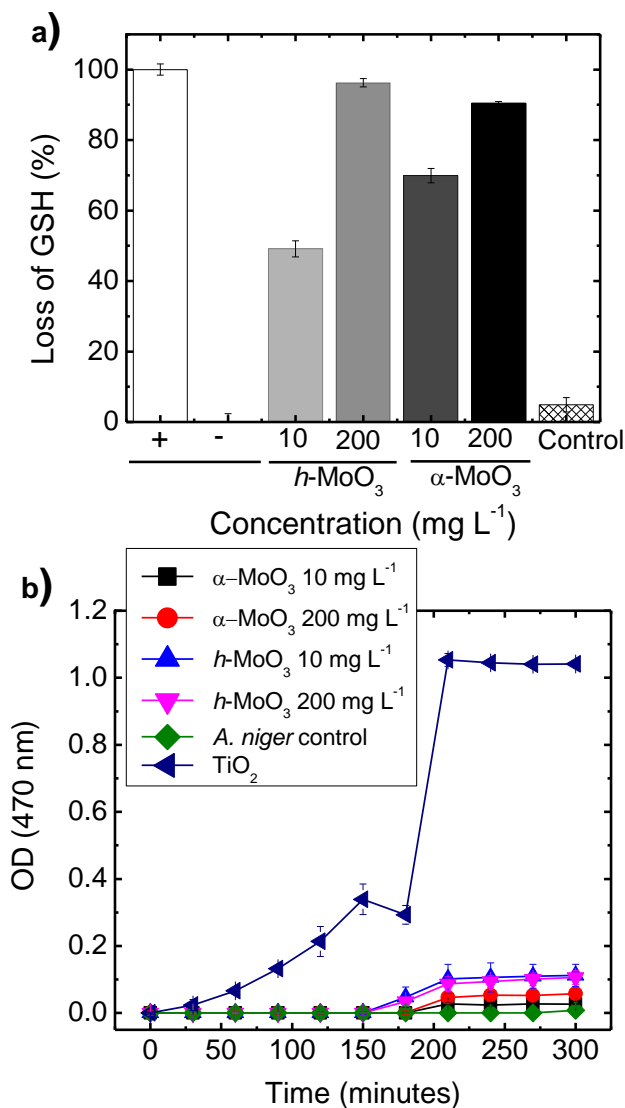 a)
Loss of GSH (%)
100
80
60
40
20
0
+ - 10 200 10 200 Control
h-MoO₃ α-MoO₃
Concentration (mg L⁻¹)
b)
α–MoO₃ 10 mg L⁻¹
α–MoO₃ 200 mg L⁻¹
h-MoO₃ 10 mg L⁻¹
h-MoO₃ 200 mg L⁻¹
A. niger control
TiO₂
OD (470 nm)
1.2
1.0
0.8
0.6
0.4
0.2
0.0
0 50 100 150 200 250 300
Time (minutes)